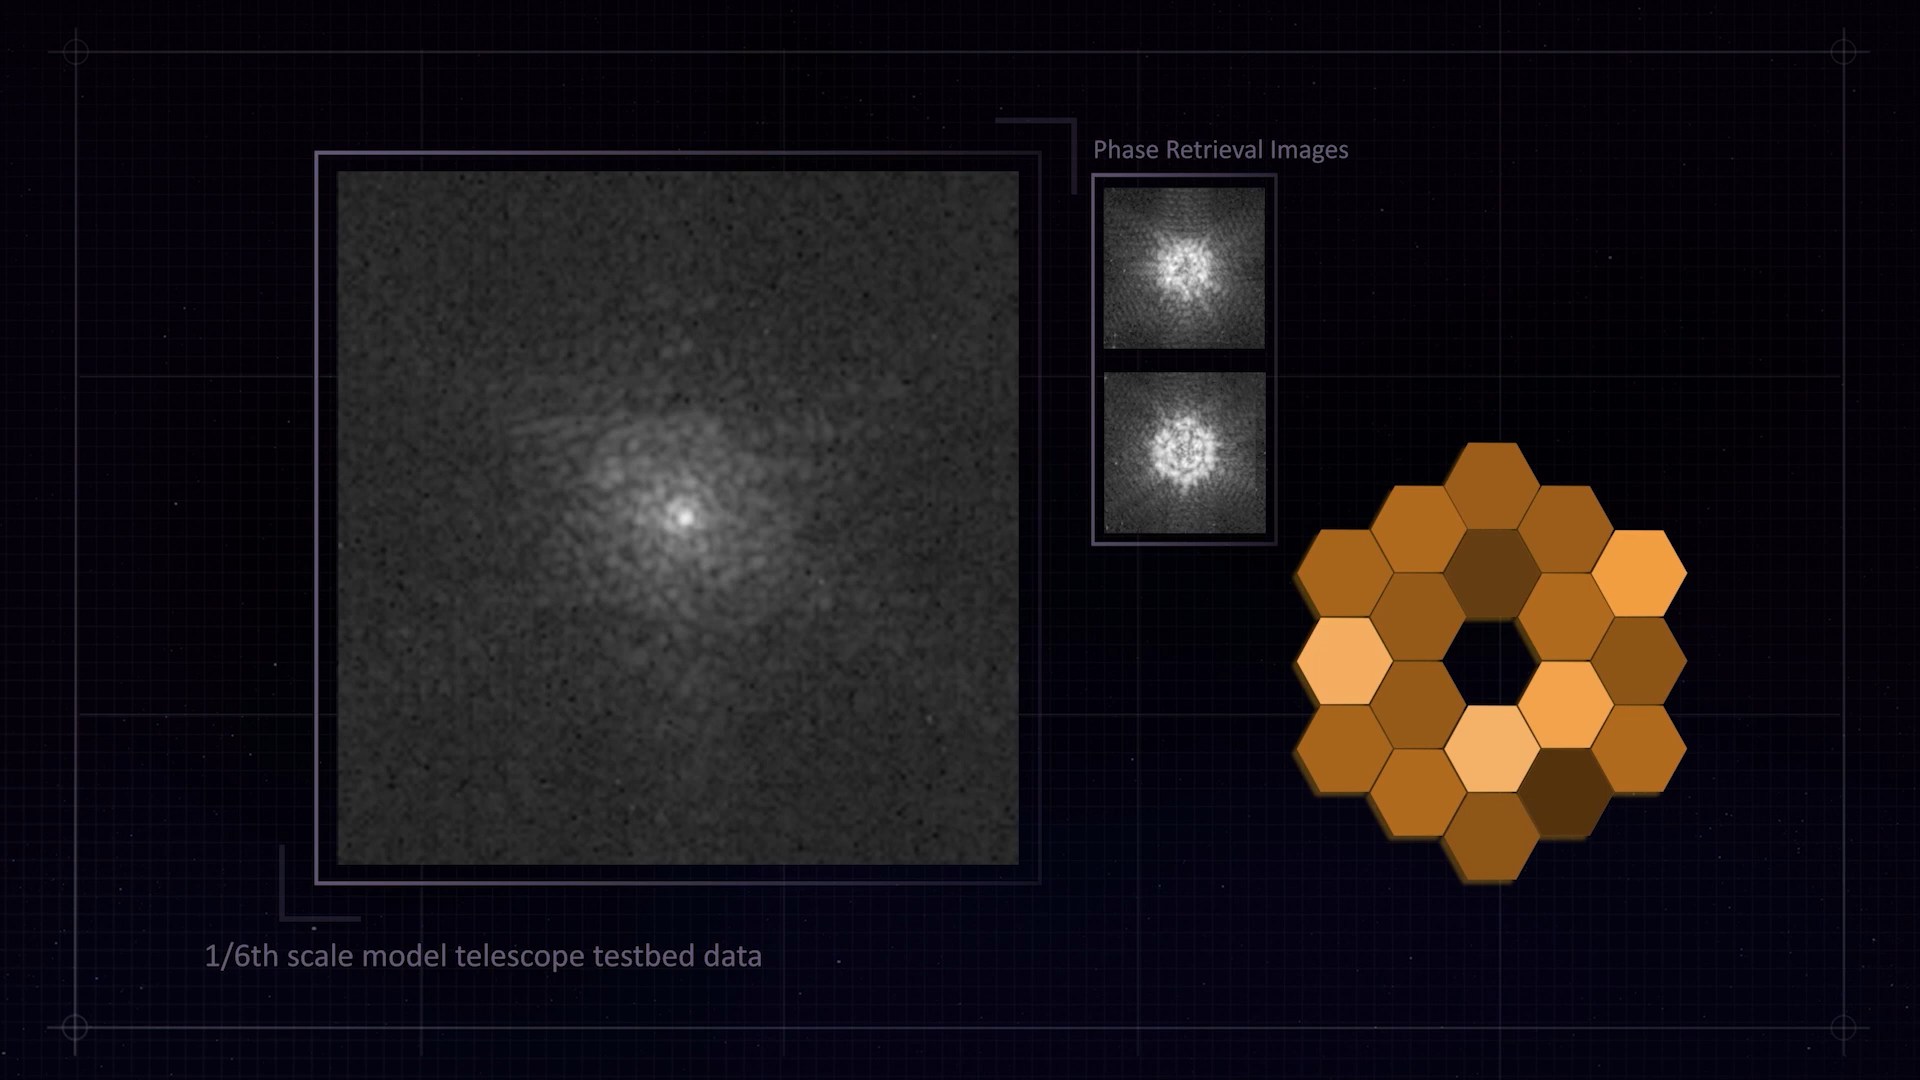 Phase Retrieval Images
1/6th scale model telescope testbed data